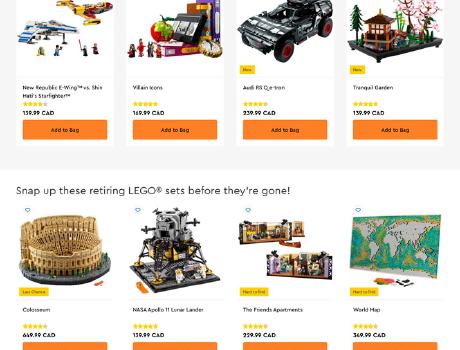 New
New
New Republic E-Wing™ vs. Shin
Hati's Starfighter™
Villain Icons
Audi RS Q e-tron
Tranquil Garden
139.99 CAD
169.99 CAD
239.99 CAD
139.99 CAD
Add to Bag
Add to Bag
Add to Bag
Add to Bag
Snap up these retiring LEGO® sets before they're gone!
Last Chance
Hard to find
Hard to find
Colosseum
NASA Apollo 11 Lunar Lander
The Friends Apartments
World Map
669.99 CAD
139.99 CAD
229.99 CAD
369.99 CAD